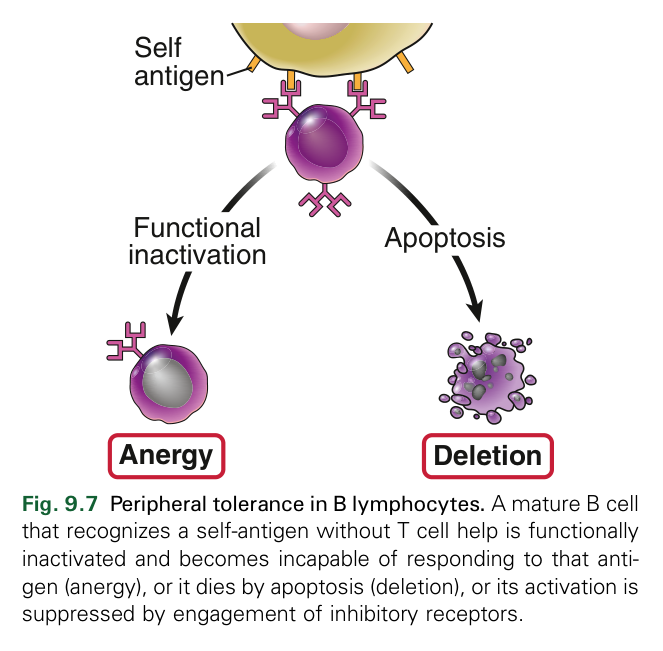 Self
antigen
Functional
inactivation
Apoptosis
Anergy
Deletion
Fig. 9.7 Peripheral tolerance in B lymphocytes. A mature B cell
that recognizes a self-antigen without T cell help is functionally
inactivated and becomes incapable of responding to that anti-
gen (anergy), or it dies by apoptosis (deletion), or its activation is
suppressed by engagement of inhibitory receptors.